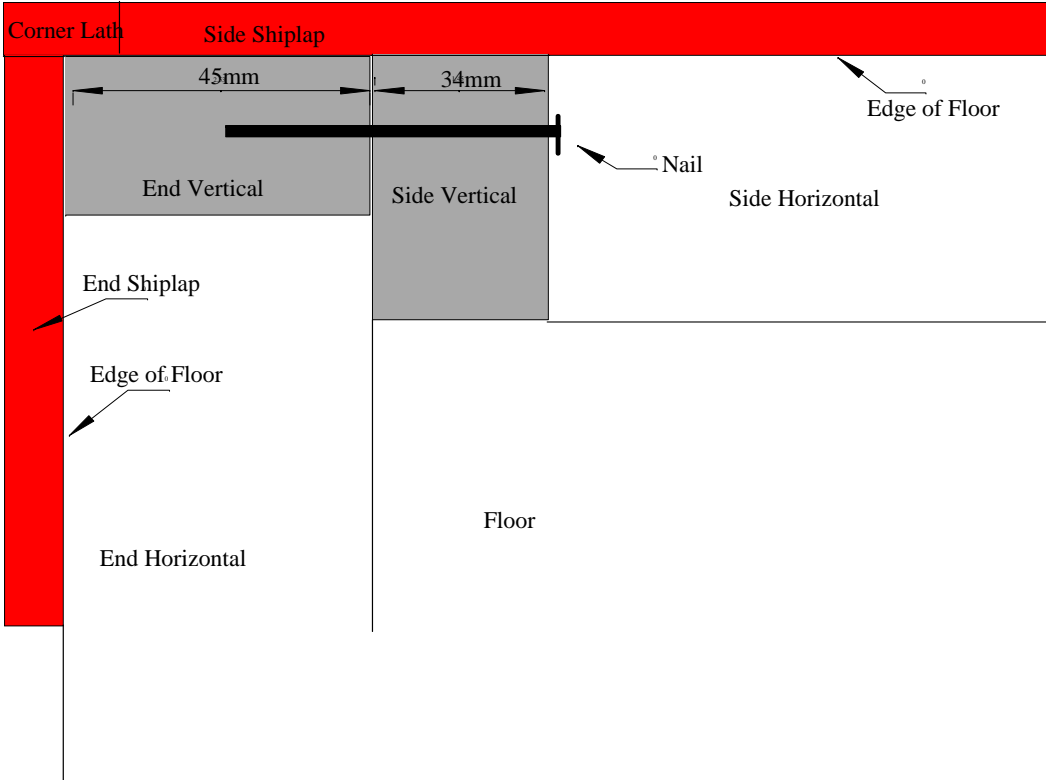 Corner Lath
Side Shiplap
45mm
34mm
Edge of Floor
Nail
End Vertical
Side Vertical
Side Horizontal
End Shiplap
Edge of Floor
Floor
End Horizontal